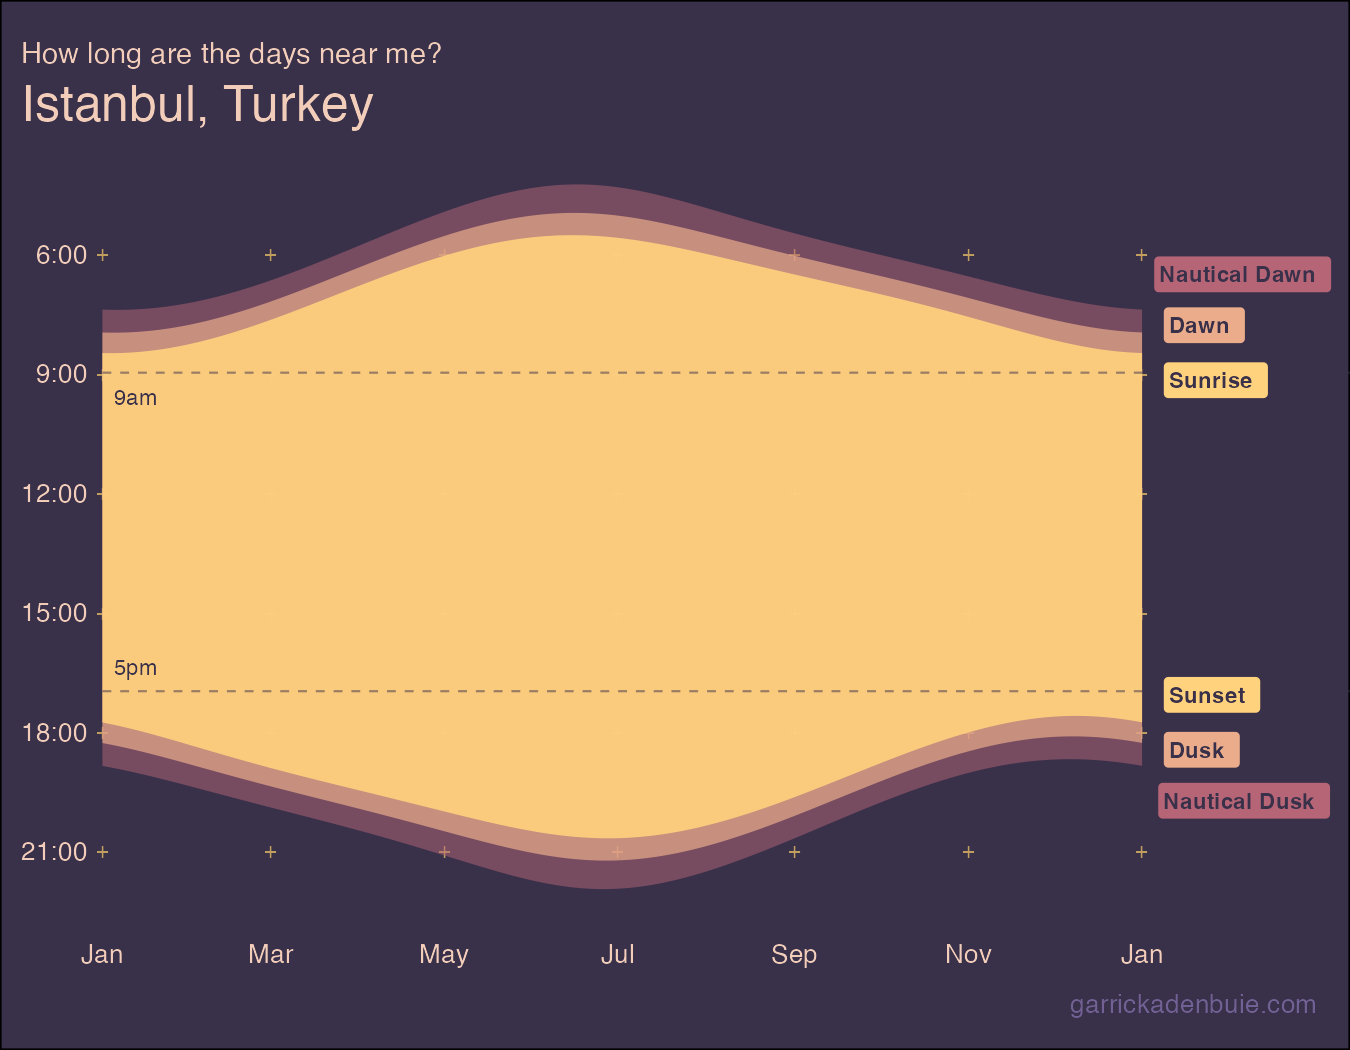 How long are the days near me?
Istanbul, Turkey
6:00
Nautical Dawn
Dawn
9:00
Sunrise
9am
12:00
15:00
5pm
Sunset
18:00
Dusk
Nautical Dusk
21:00
Jan Mar May Jul Sep Nov Jan
garrickadenbuie.com